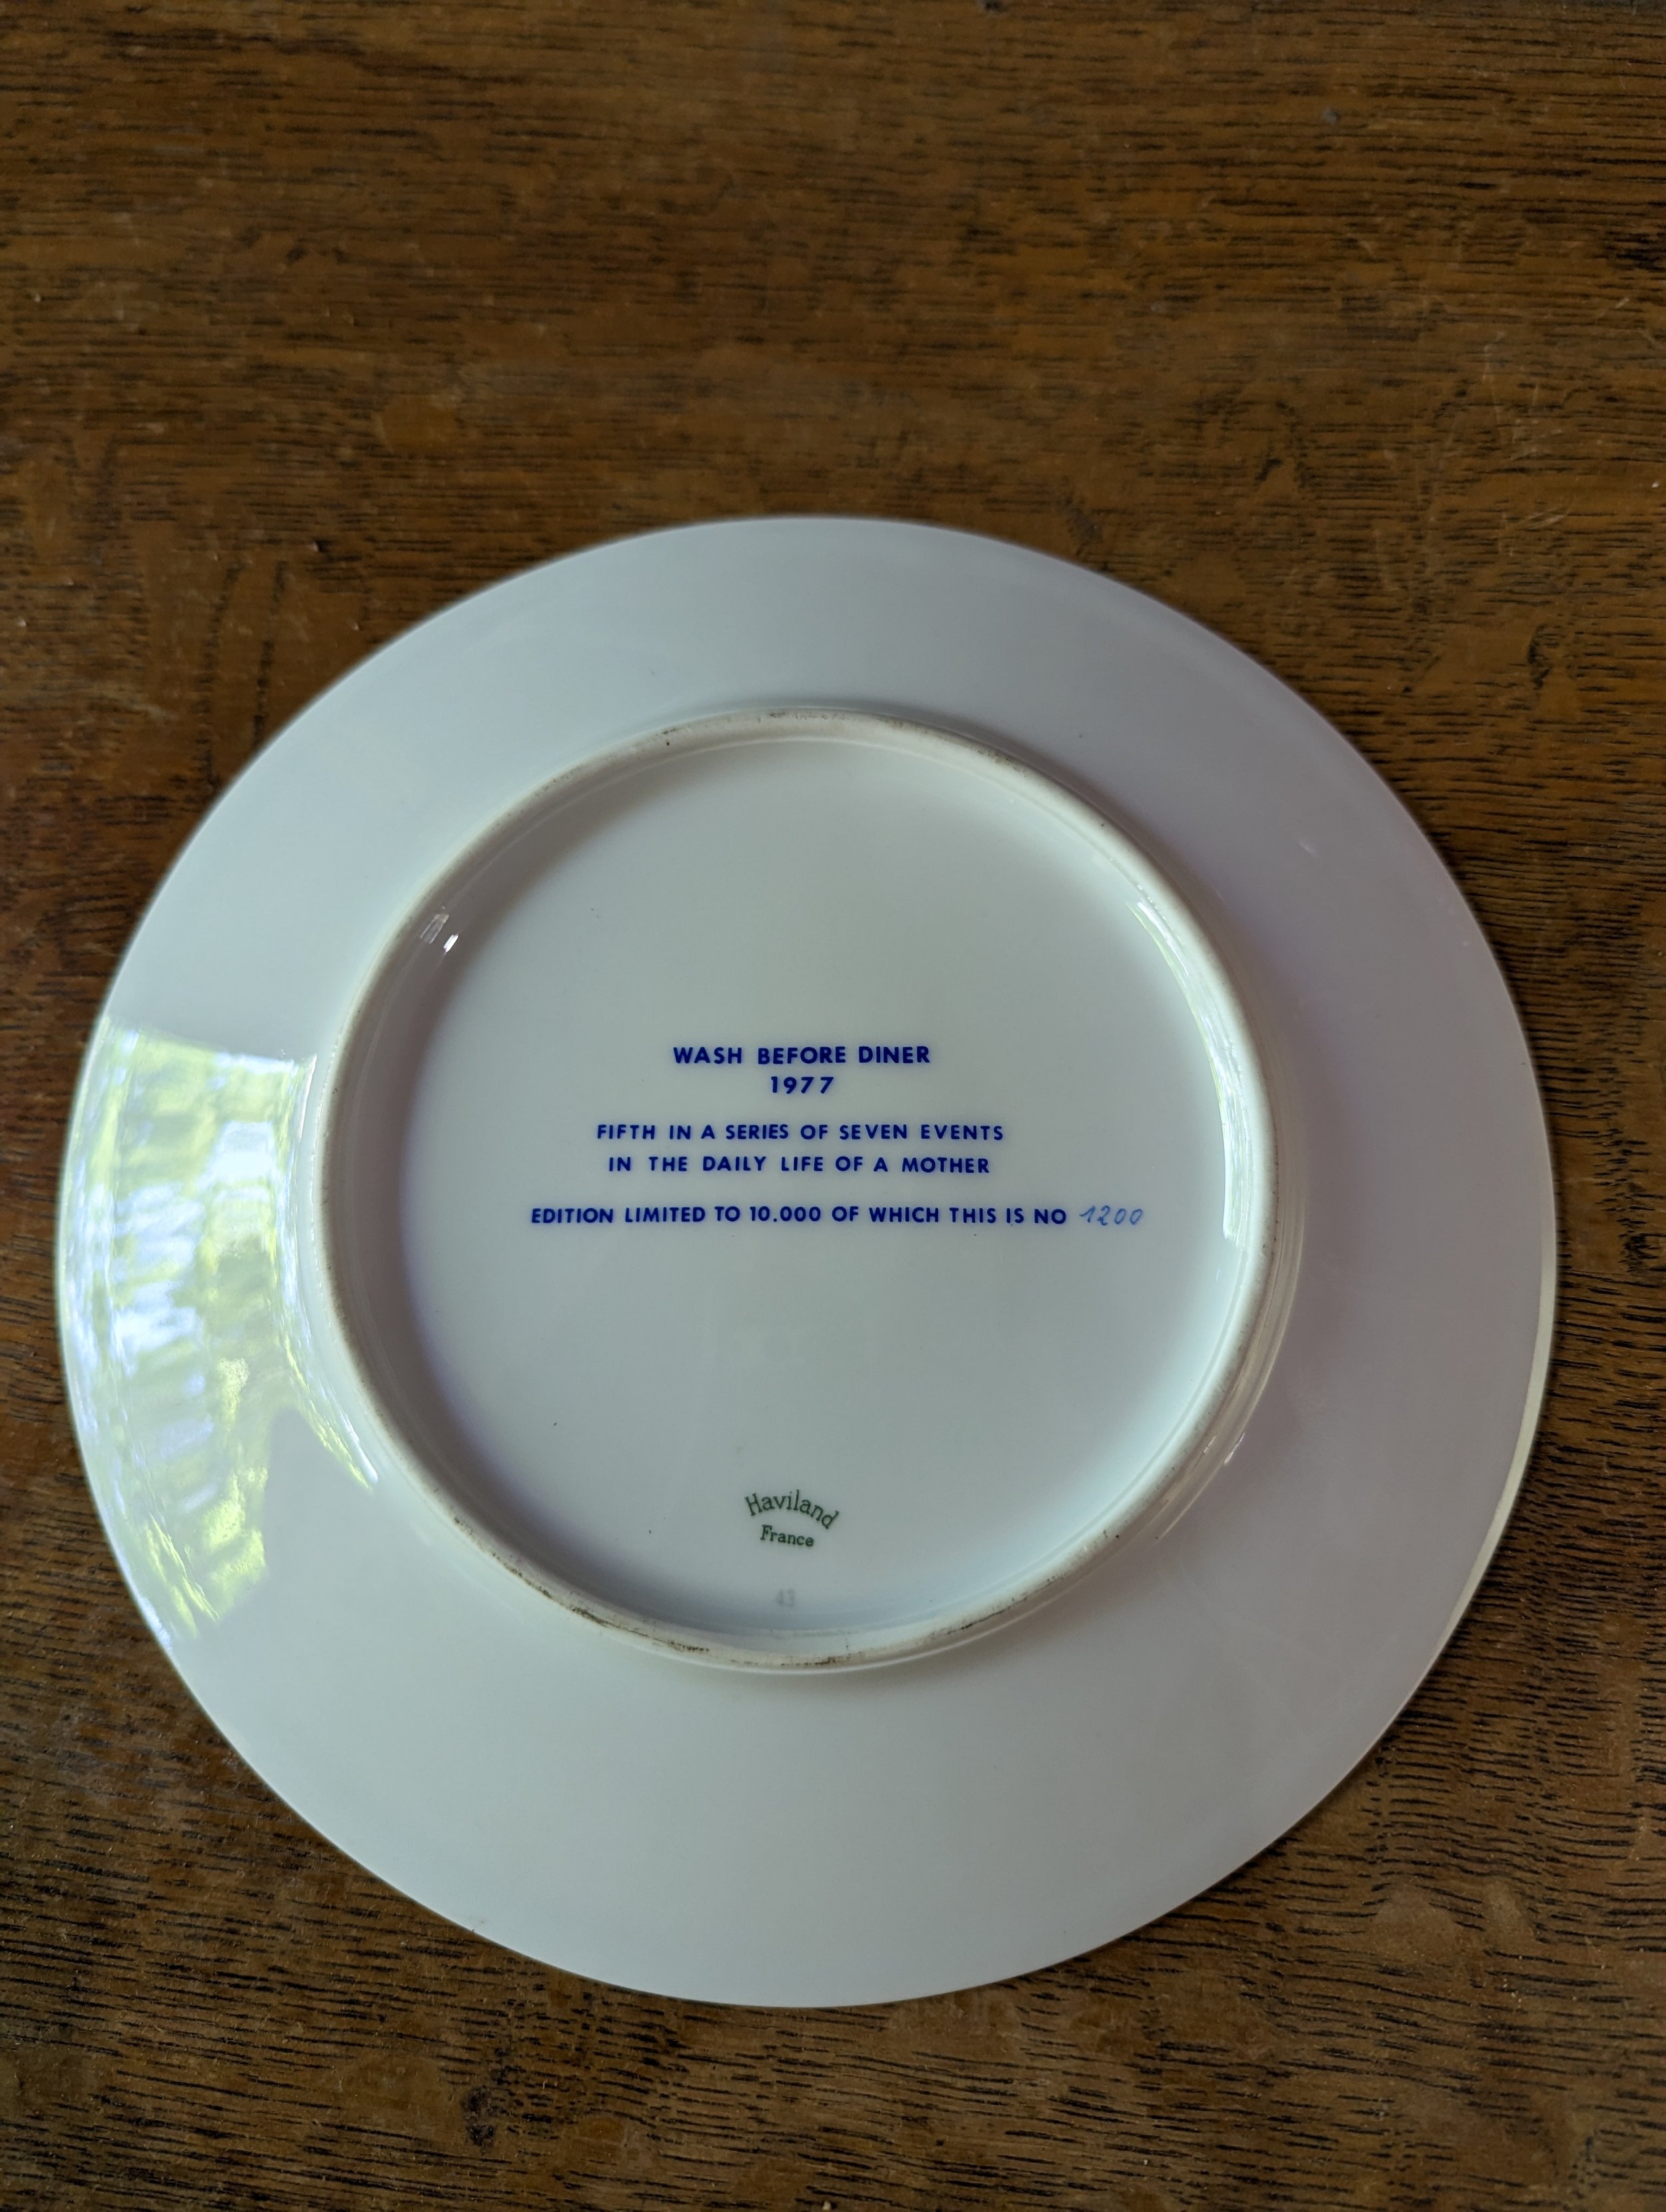 WASH BEFORE DINER
1977
FIFTH IN A SERIES OF SEVEN EVENTS
IN THE DAILY LIFE OF A MOTHER
EDITION LIMITED TO 10.000 OF WHICH THIS IS NO 1200
Haviland
France
43